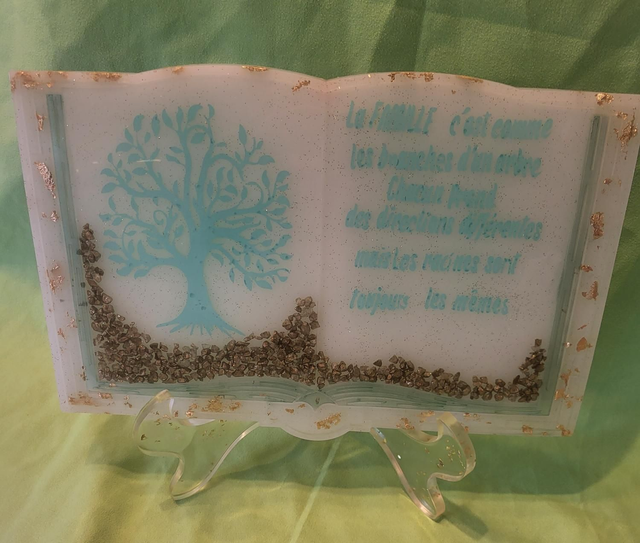 La FAMILLE c'est comme
les branches d'un arbre
Chacun prend
des directions différentes
mais les racines sont
toujours les mêmes